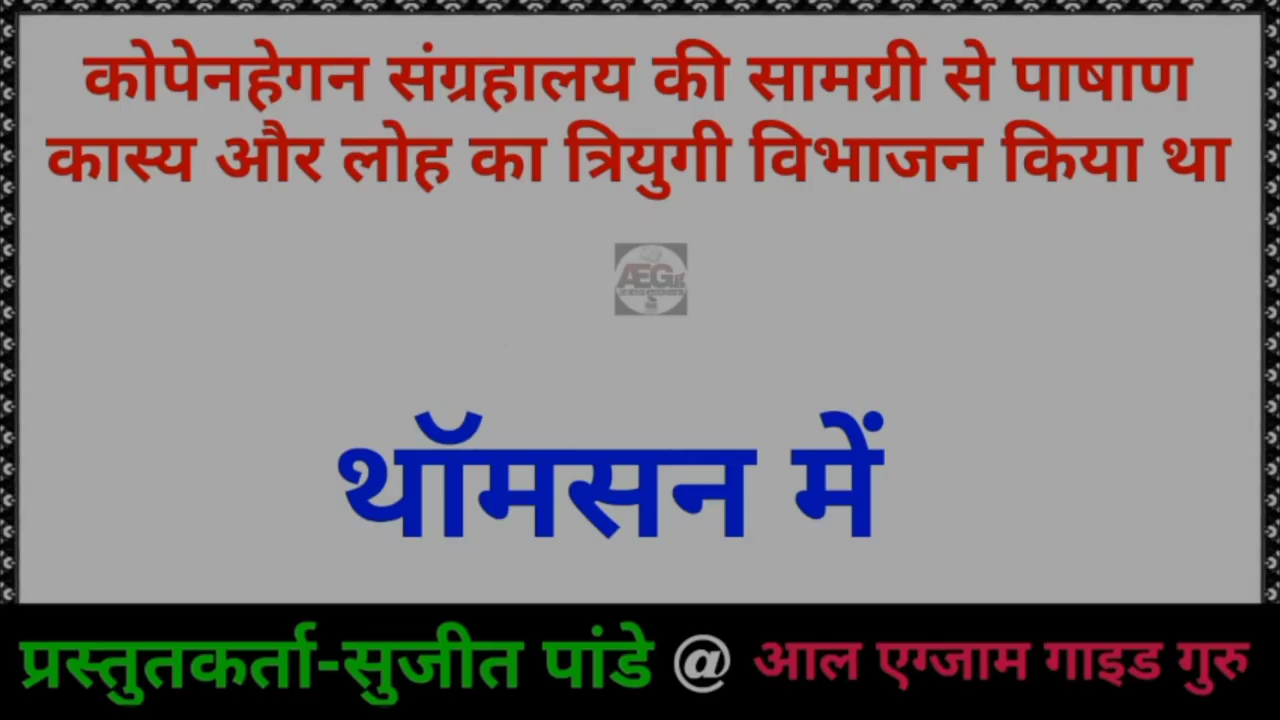 कोपेनहेगन संग्रहालय की सामग्री से पाषाण
कास्य और लोह का त्रियुगी विभाजन किया था
थॉमसन में
प्रस्तुतकर्ता-सुजीत पांडे @ आल एग्जाम गाइड गुरु